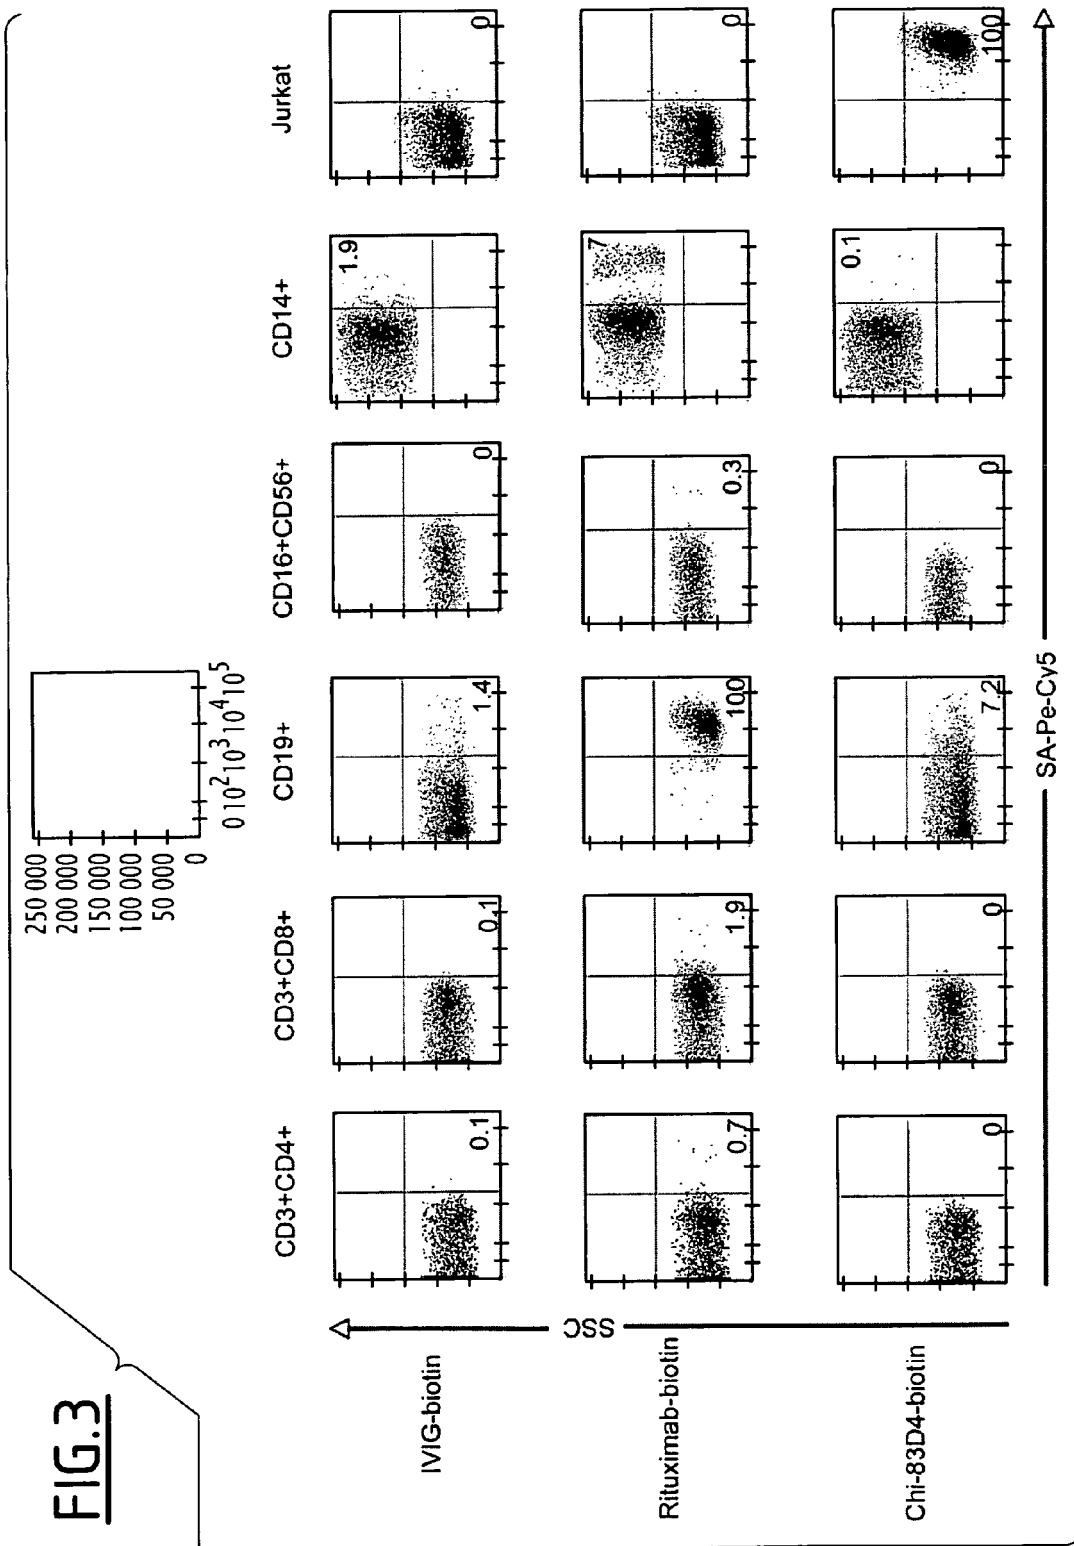 FIG.3
250 000
200 000
150 000
100 000
50 000
0
0 10^2 10^3 10^4 10^5
CD3+CD4+ CD3+CD8+ CD19+ CD16+CD56+ CD14+ Jurkat
IVIG-biotin 0.1 0.1 1.4 0 1.9 0
Rituximab-biotin 0.7 1.9 100 0.3 7 0
Chi-83D4-biotin 0 0 7.2 0 0.1 100
SSC
SA-Pe-Cy5